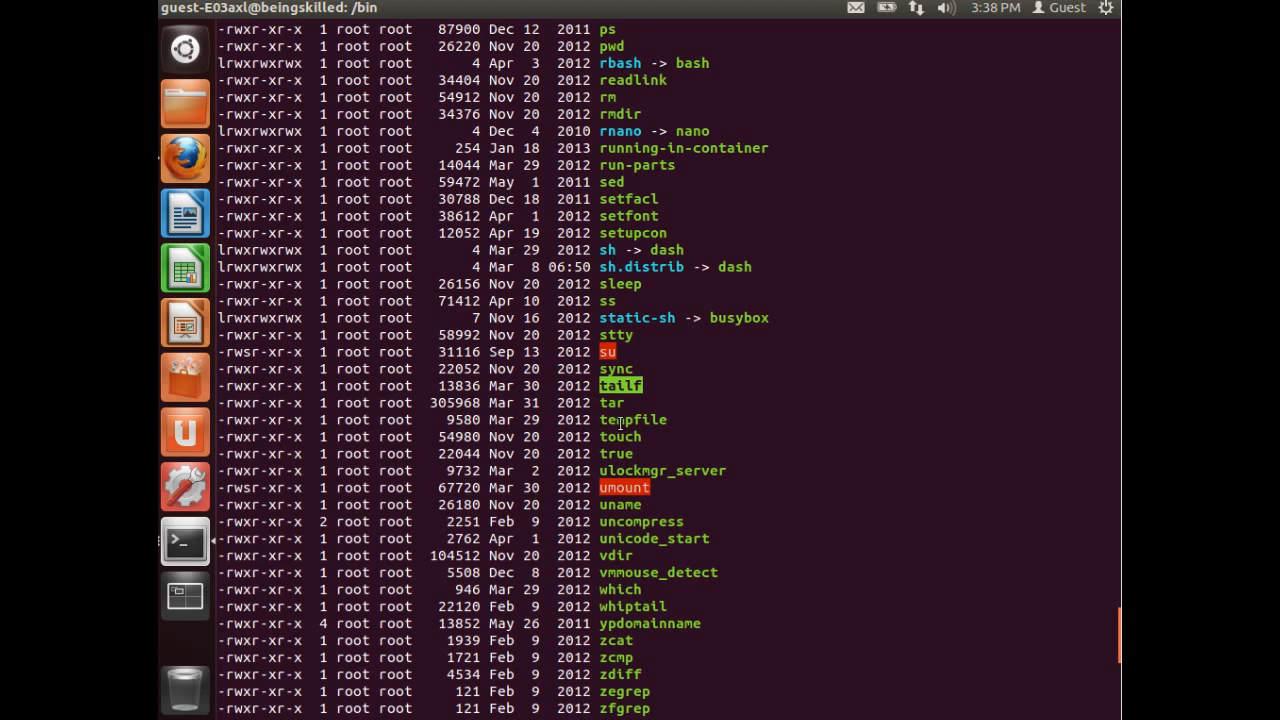 guest-E03axl@beingskilled: /bin 3:38 PM Guest
-rwxr-xr-x 1 root root 87900 Dec 12 2011 ps
-rwxr-xr-x 1 root root 26220 Nov 20 2012 pwd
lrwxrwxrwx 1 root root 4 Apr 3 2012 rbash -> bash
-rwxr-xr-x 1 root root 34404 Nov 20 2012 readlink
-rwxr-xr-x 1 root root 54912 Nov 20 2012 rm
-rwxr-xr-x 1 root root 34376 Nov 20 2012 rmdir
lrwxrwxrwx 1 root root 4 Dec 4 2010 rnano -> nano
-rwxr-xr-x 1 root root 254 Jan 18 2013 running-in-container
-rwxr-xr-x 1 root root 14044 Mar 29 2012 run-parts
-rwxr-xr-x 1 root root 59472 May 1 2011 sed
-rwxr-xr-x 1 root root 30788 Dec 18 2011 setfacl
-rwxr-xr-x 1 root root 38612 Apr 1 2012 setfont
-rwxr-xr-x 1 root root 12052 Apr 19 2012 setupcon
lrwxrwxrwx 1 root root 4 Mar 29 2012 sh -> dash
lrwxrwxrwx 1 root root 4 Mar 8 06:50 sh.distrib -> dash
-rwxr-xr-x 1 root root 26156 Nov 20 2012 sleep
-rwxr-xr-x 1 root root 71412 Apr 10 2012 ss
lrwxrwxrwx 1 root root 7 Nov 16 2012 static-sh -> busybox
-rwxr-xr-x 1 root root 58992 Nov 20 2012 stty
-rwsr-xr-x 1 root root 31116 Sep 13 2012 su
-rwxr-xr-x 1 root root 22052 Nov 20 2012 sync
-rwxr-xr-x 1 root root 13836 Mar 30 2012 tailf
-rwxr-xr-x 1 root root 305968 Mar 31 2012 tar
-rwxr-xr-x 1 root root 9580 Mar 29 2012 tempfile
-rwxr-xr-x 1 root root 54980 Nov 20 2012 touch
-rwxr-xr-x 1 root root 22044 Nov 20 2012 true
-rwxr-xr-x 1 root root 9732 Mar 2 2012 ulockmgr_server
-rwsr-xr-x 1 root root 67720 Mar 30 2012 umount
-rwxr-xr-x 1 root root 26180 Nov 20 2012 uname
-rwxr-xr-x 2 root root 2251 Feb 9 2012 uncompress
-rwxr-xr-x 1 root root 2762 Apr 1 2012 unicode_start
-rwxr-xr-x 1 root root 104512 Nov 20 2012 vdir
-rwxr-xr-x 1 root root 5508 Dec 8 2012 vmmouse_detect
-rwxr-xr-x 1 root root 946 Mar 29 2012 which
-rwxr-xr-x 1 root root 22120 Feb 9 2012 whiptail
-rwxr-xr-x 4 root root 13852 May 26 2011 ypdomainname
-rwxr-xr-x 1 root root 1939 Feb 9 2012 zcat
-rwxr-xr-x 1 root root 1721 Feb 9 2012 zcmp
-rwxr-xr-x 1 root root 4534 Feb 9 2012 zdiff
-rwxr-xr-x 1 root root 121 Feb 9 2012 zegrep
-rwxr-xr-x 1 root root 121 Feb 9 2012 zfgrep